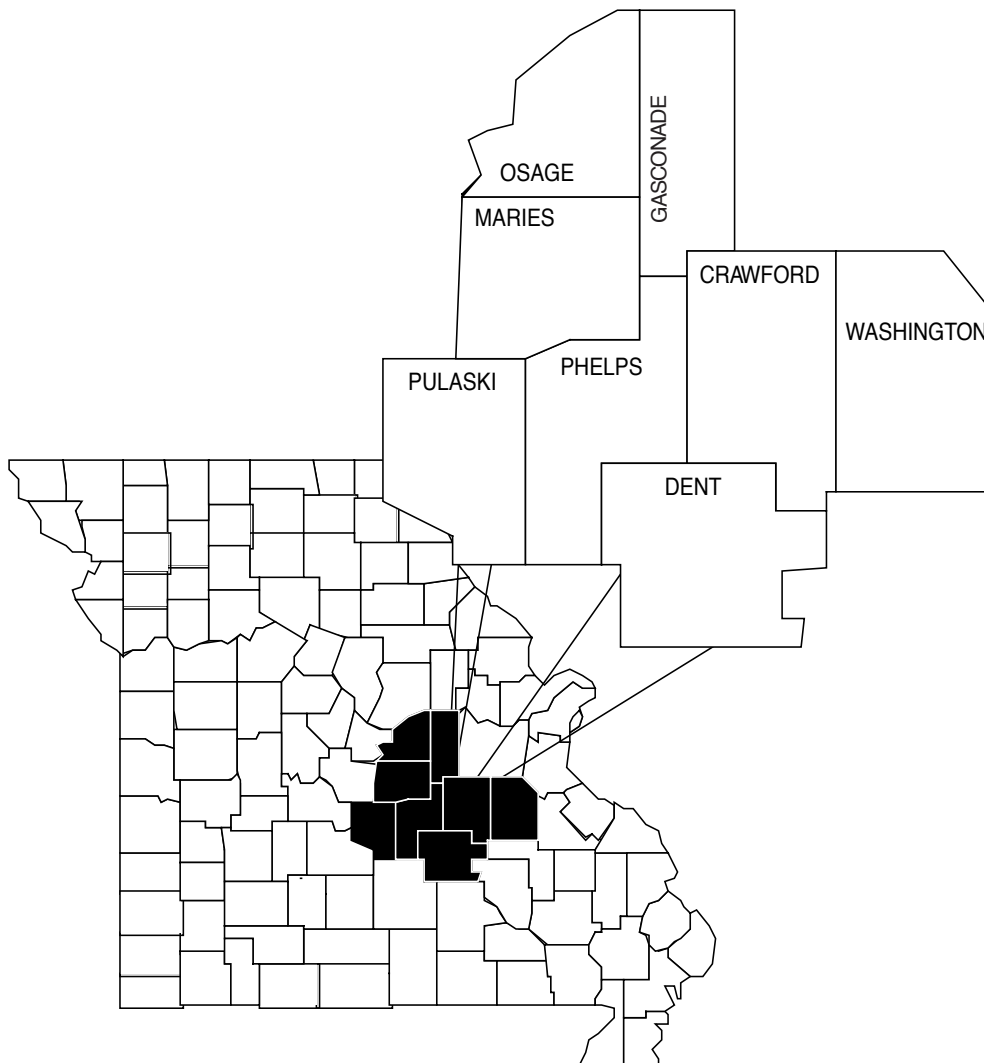 OSAGE
GASCONADE
MARIES
CRAWFORD
WASHINGTON
PHELPS
PULASKI
DENT